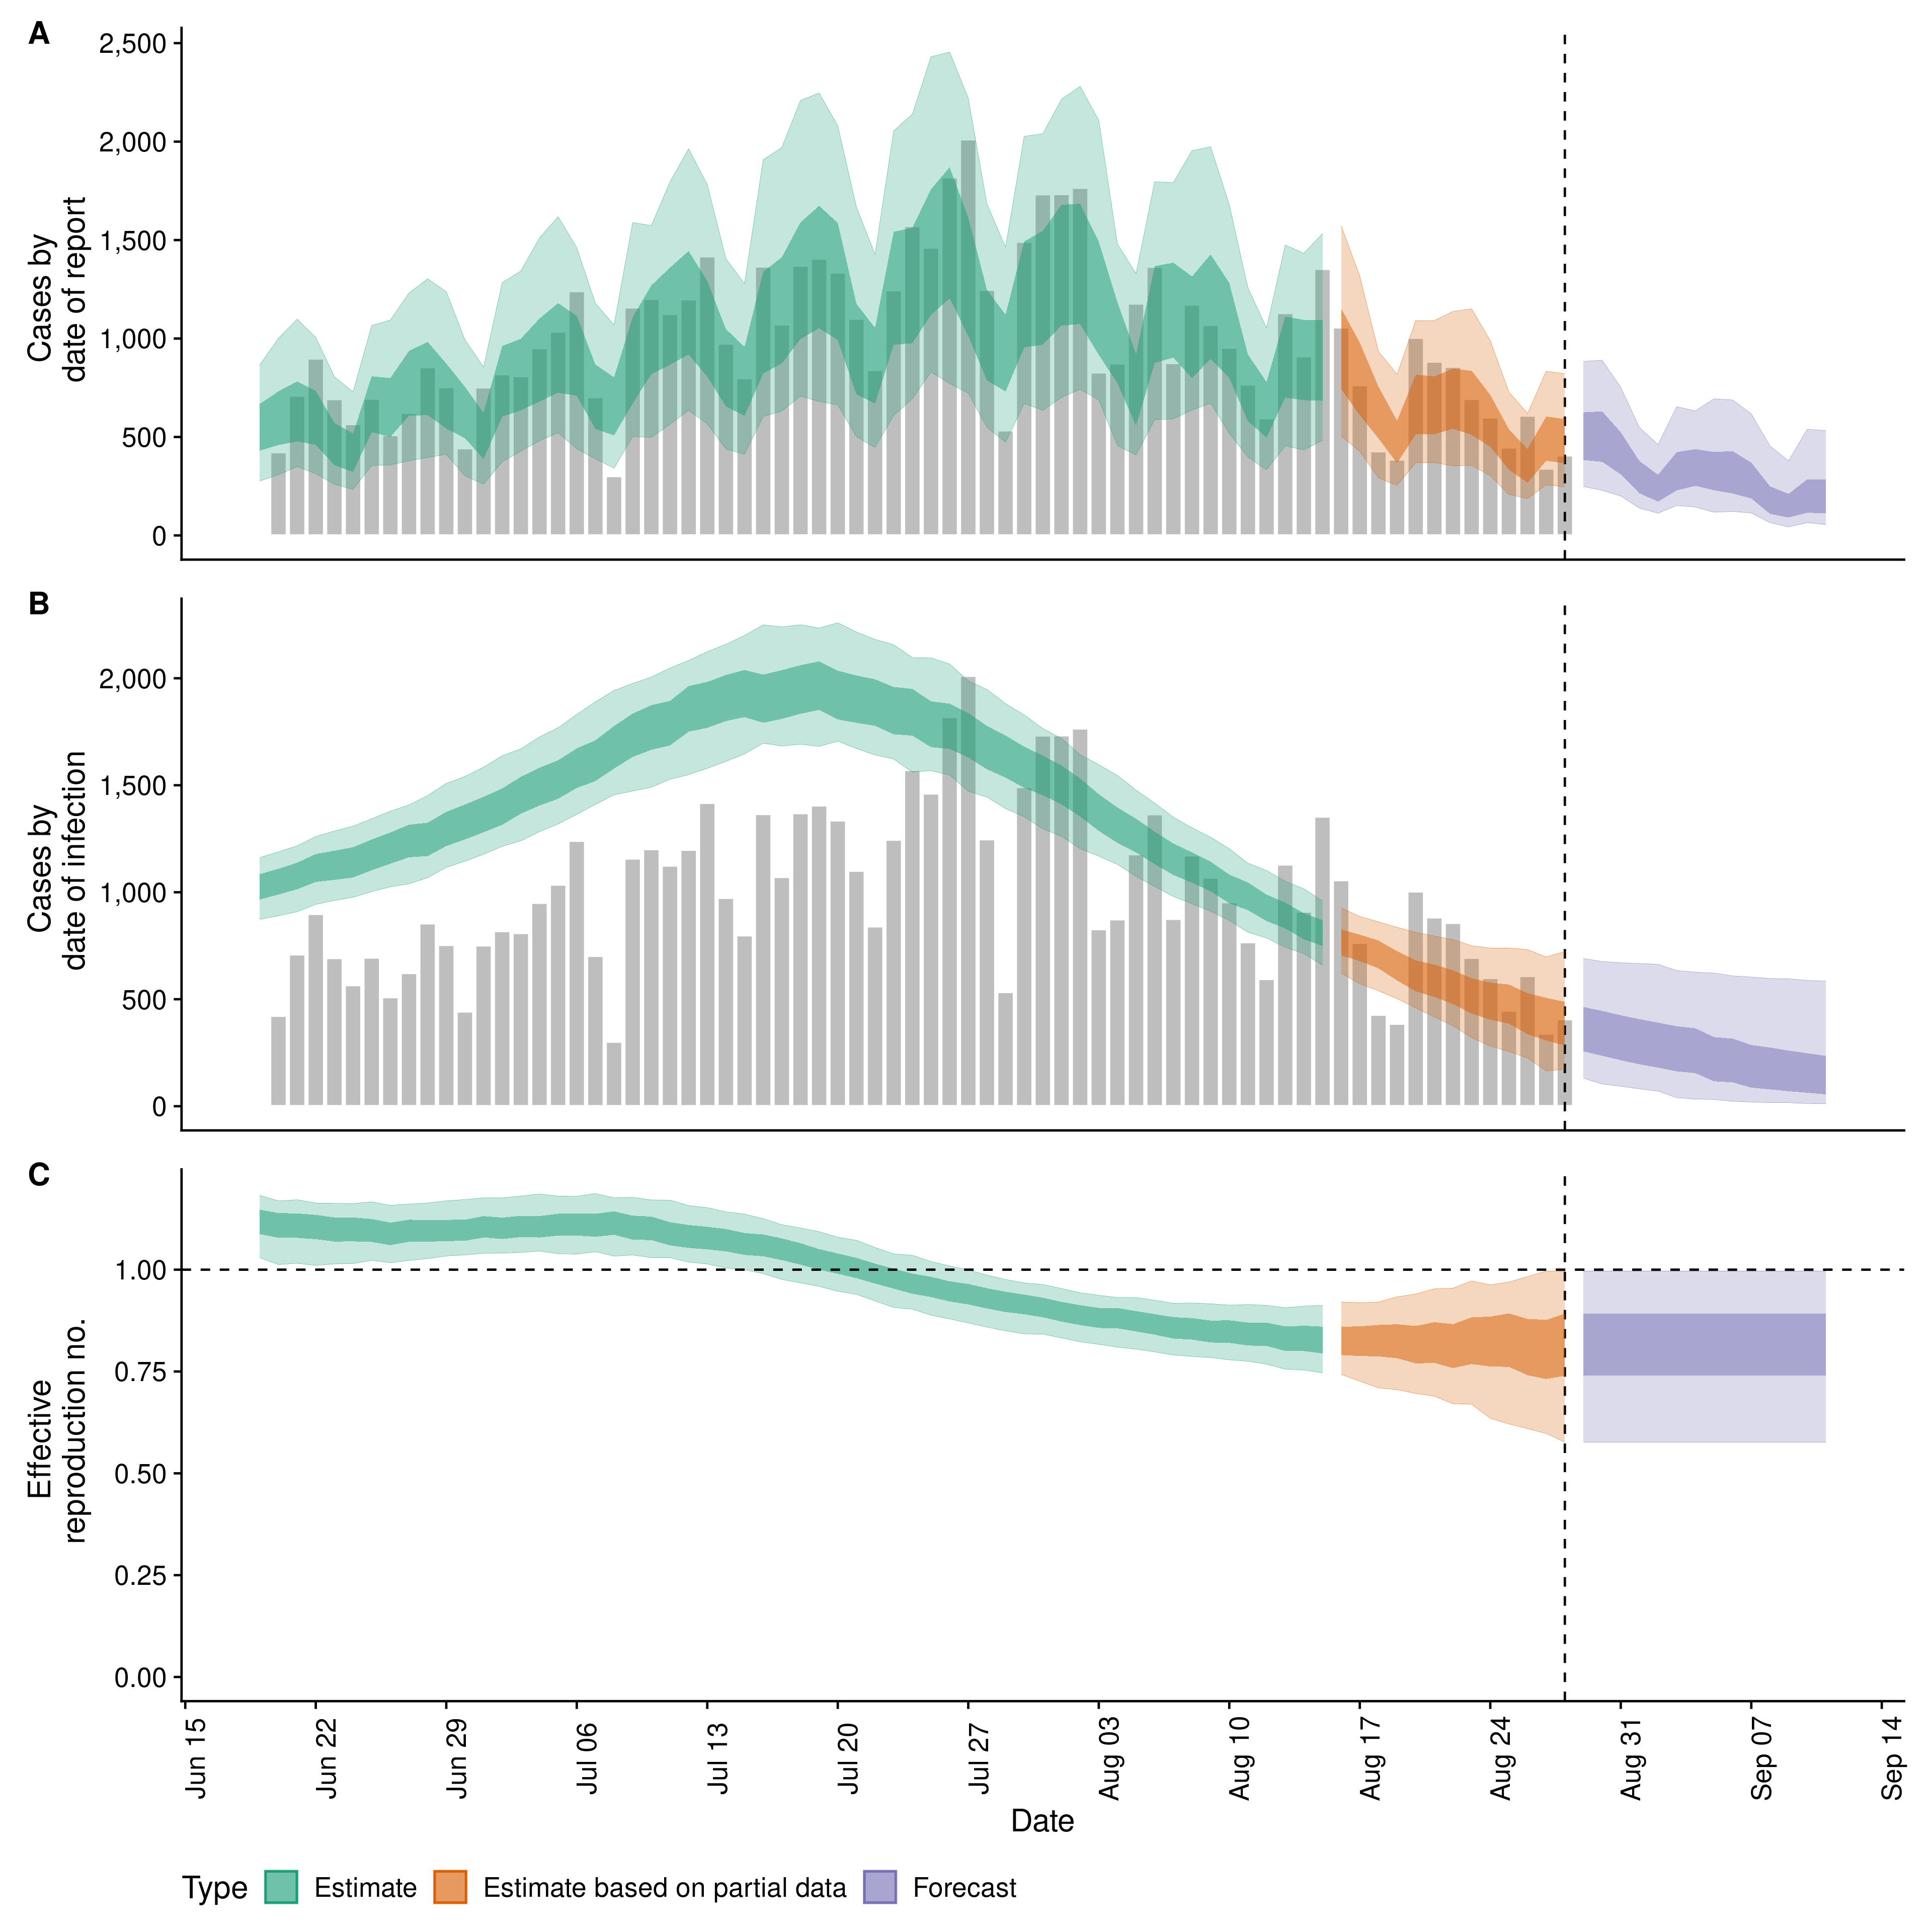 A
Cases by
date of report
2,500
2,000
1,500
1,000
500
0
B
Cases by
date of infection
2,000
1,500
1,000
500
0
C
Effective
reproduction no.
1.00
0.75
0.50
0.25
0.00
Jun 15
Jun 22
Jun 29
Jul 06
Jul 13
Jul 20
Jul 27
Aug 03
Aug 10
Aug 17
Aug 24
Aug 31
Sep 07
Sep 14
Date
Type Estimate Estimate based on partial data Forecast